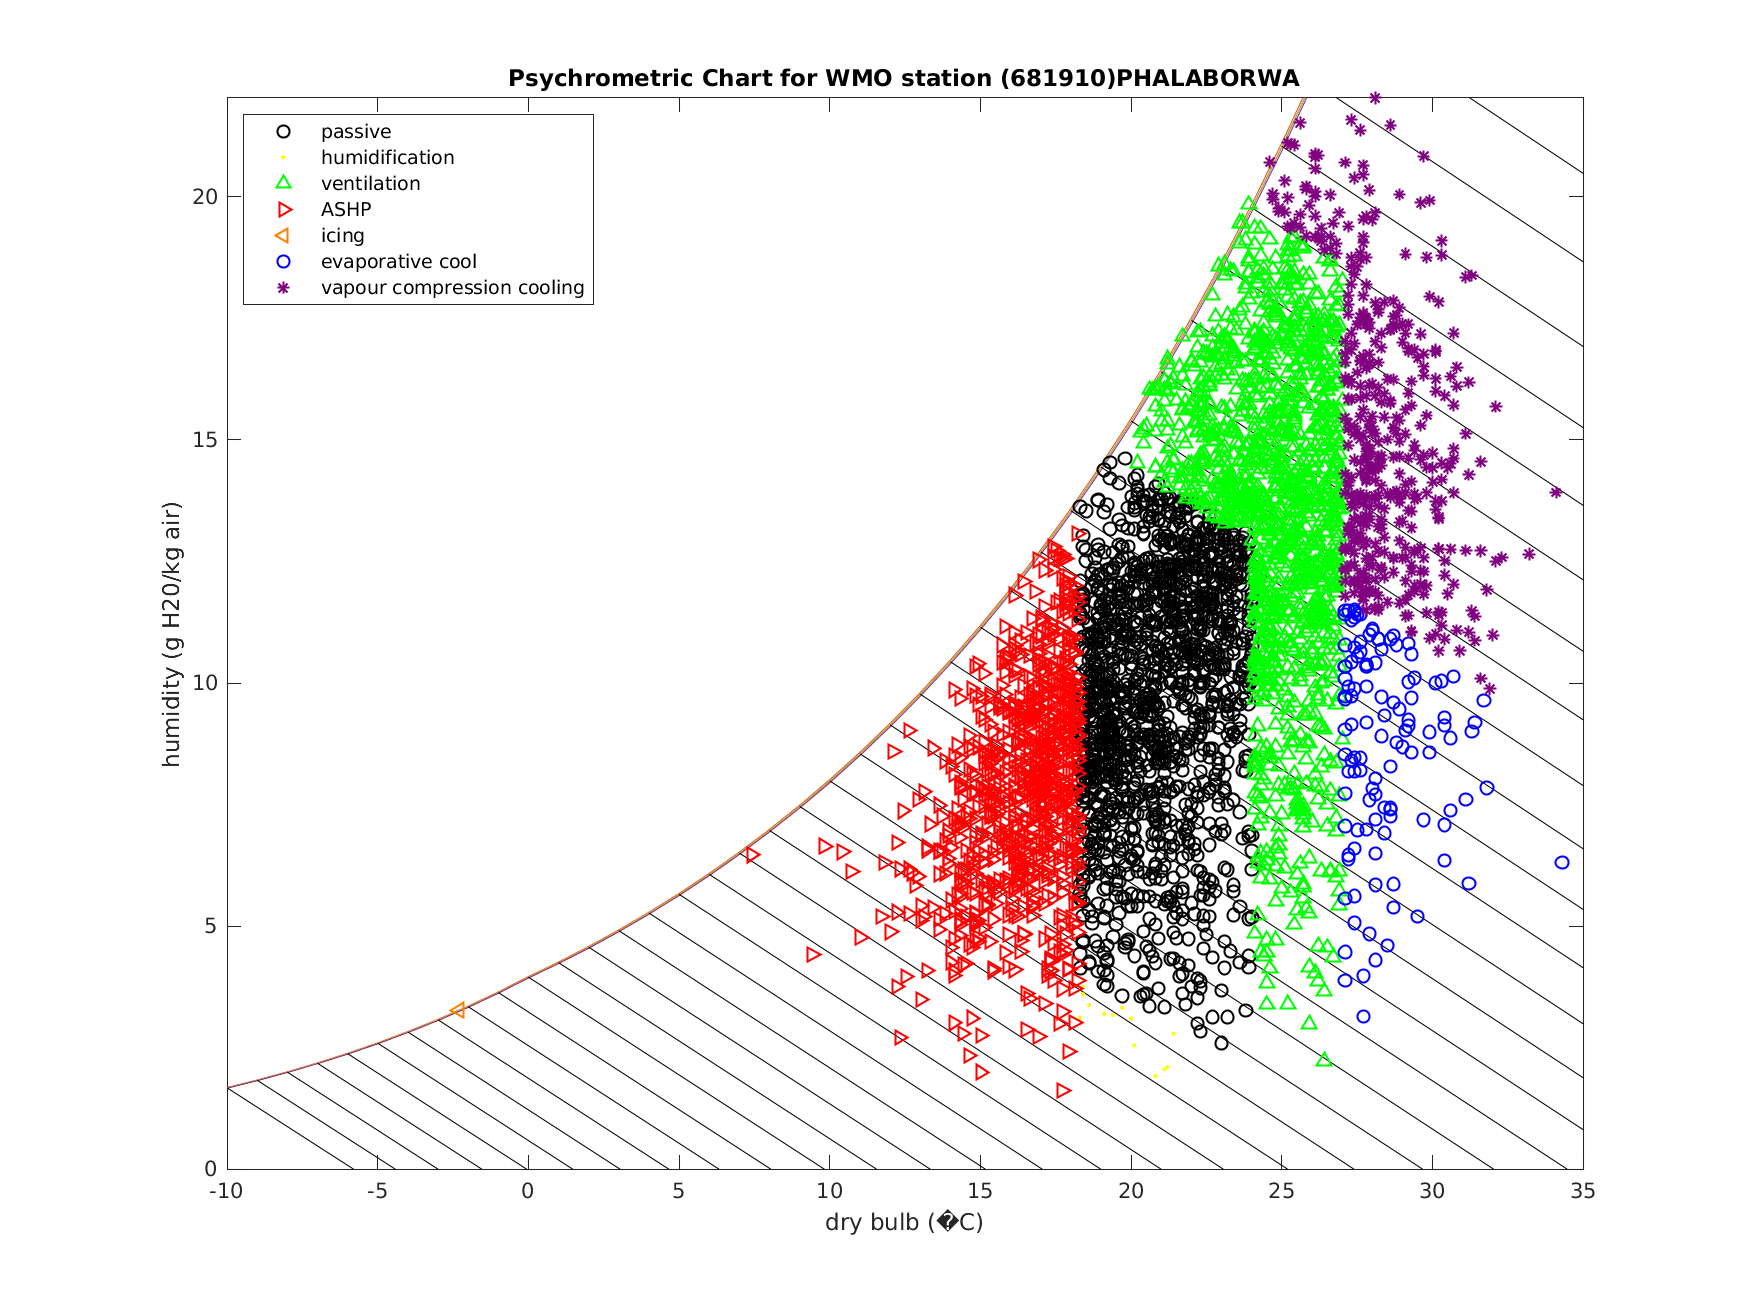 Psychrometric Chart for WMO station (681910)PHALABORWA
passive
humidification
ventilation
ASHP
icing
evaporative cool
vapour compression cooling
20
15
10
5
0
humidity (g H20/kg air)
-10 -5 0 5 10 15 20 25 30 35
dry bulb (�C)